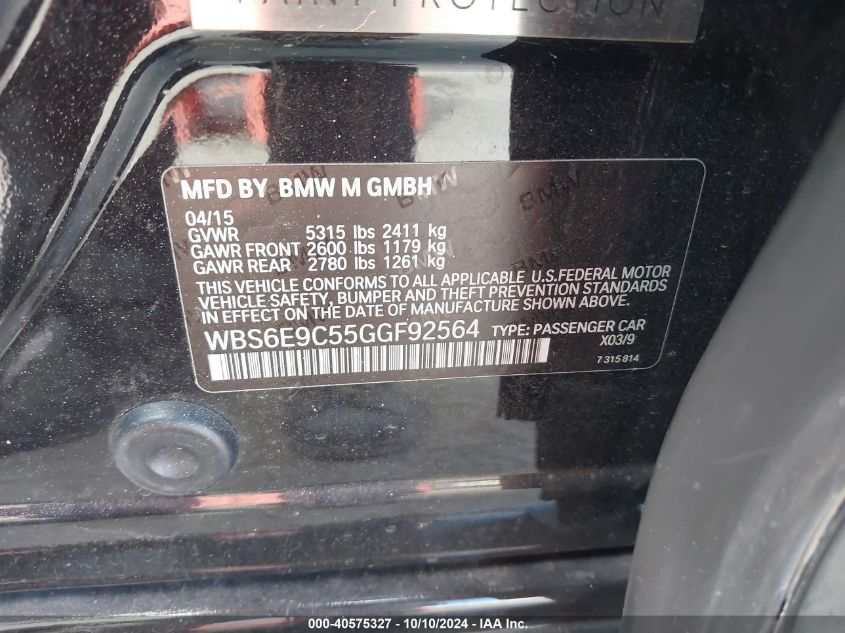 PAINT PROTECTION
MFD BY BMW M GMBH
04/15
GVWR 5315 lbs 2411 kg
GAWR FRONT 2600 lbs 1179 kg
GAWR REAR 2780 lbs 1261 kg
THIS VEHICLE CONFORMS TO ALL APPLICABLE U.S.FEDERAL MOTOR
VEHICLE SAFETY, BUMPER AND THEFT PREVENTION STANDARDS
IN EFFECT ON THE DATE OF MANUFACTURE SHOWN ABOVE.
WBS6E9C55GGF92564 TYPE: PASSENGER CAR
X03/9
7 315 814
000-40575327 - 10/10/2024 - IAA Inc.